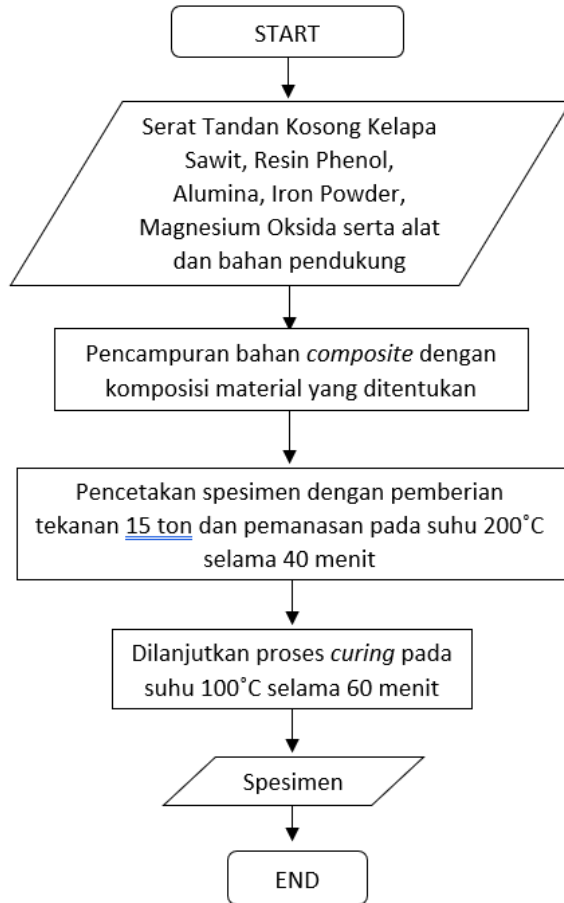 START
Serat Tandan Kosong Kelapa
Sawit, Resin Phenol,
Alumina, Iron Powder,
Magnesium Oksida serta alat
dan bahan pendukung
Pencampuran bahan composite dengan
komposisi material yang ditentukan
Pencetakan spesimen dengan pemberian
tekanan 15 ton dan pemanasan pada suhu 200˚C
selama 40 menit
Dilanjutkan proses curing pada
suhu 100˚C selama 60 menit
Spesimen
END